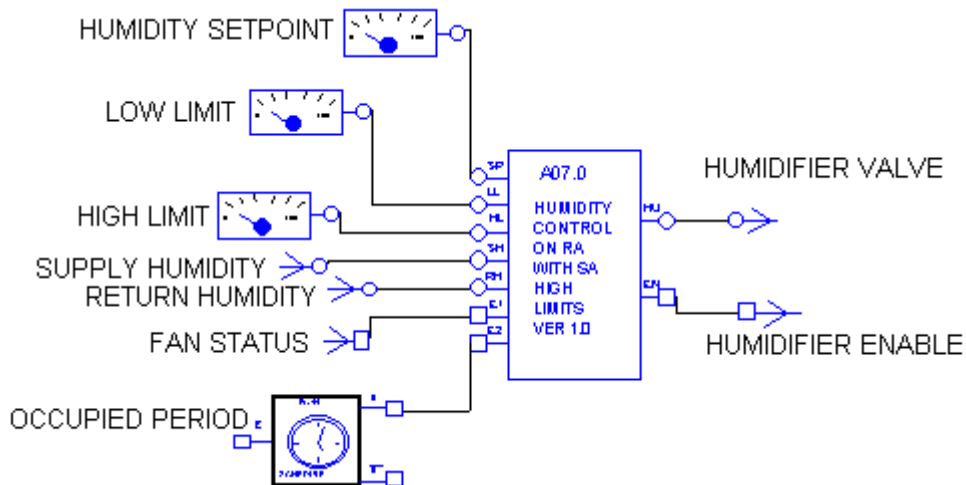 HUMIDITY SETPOINT
LOW LIMIT
HIGH LIMIT
SUPPLY HUMIDITY
RETURN HUMIDITY
FAN STATUS
OCCUPIED PERIOD
SP
LL
HL
SH
RH
E1
E2
A07.0
HUMIDITY
CONTROL
ON RA
WITH SA
HIGH
LIMITS
VER 1.0
HU
EN
HUMIDIFIER VALVE
HUMIDIFIER ENABLE